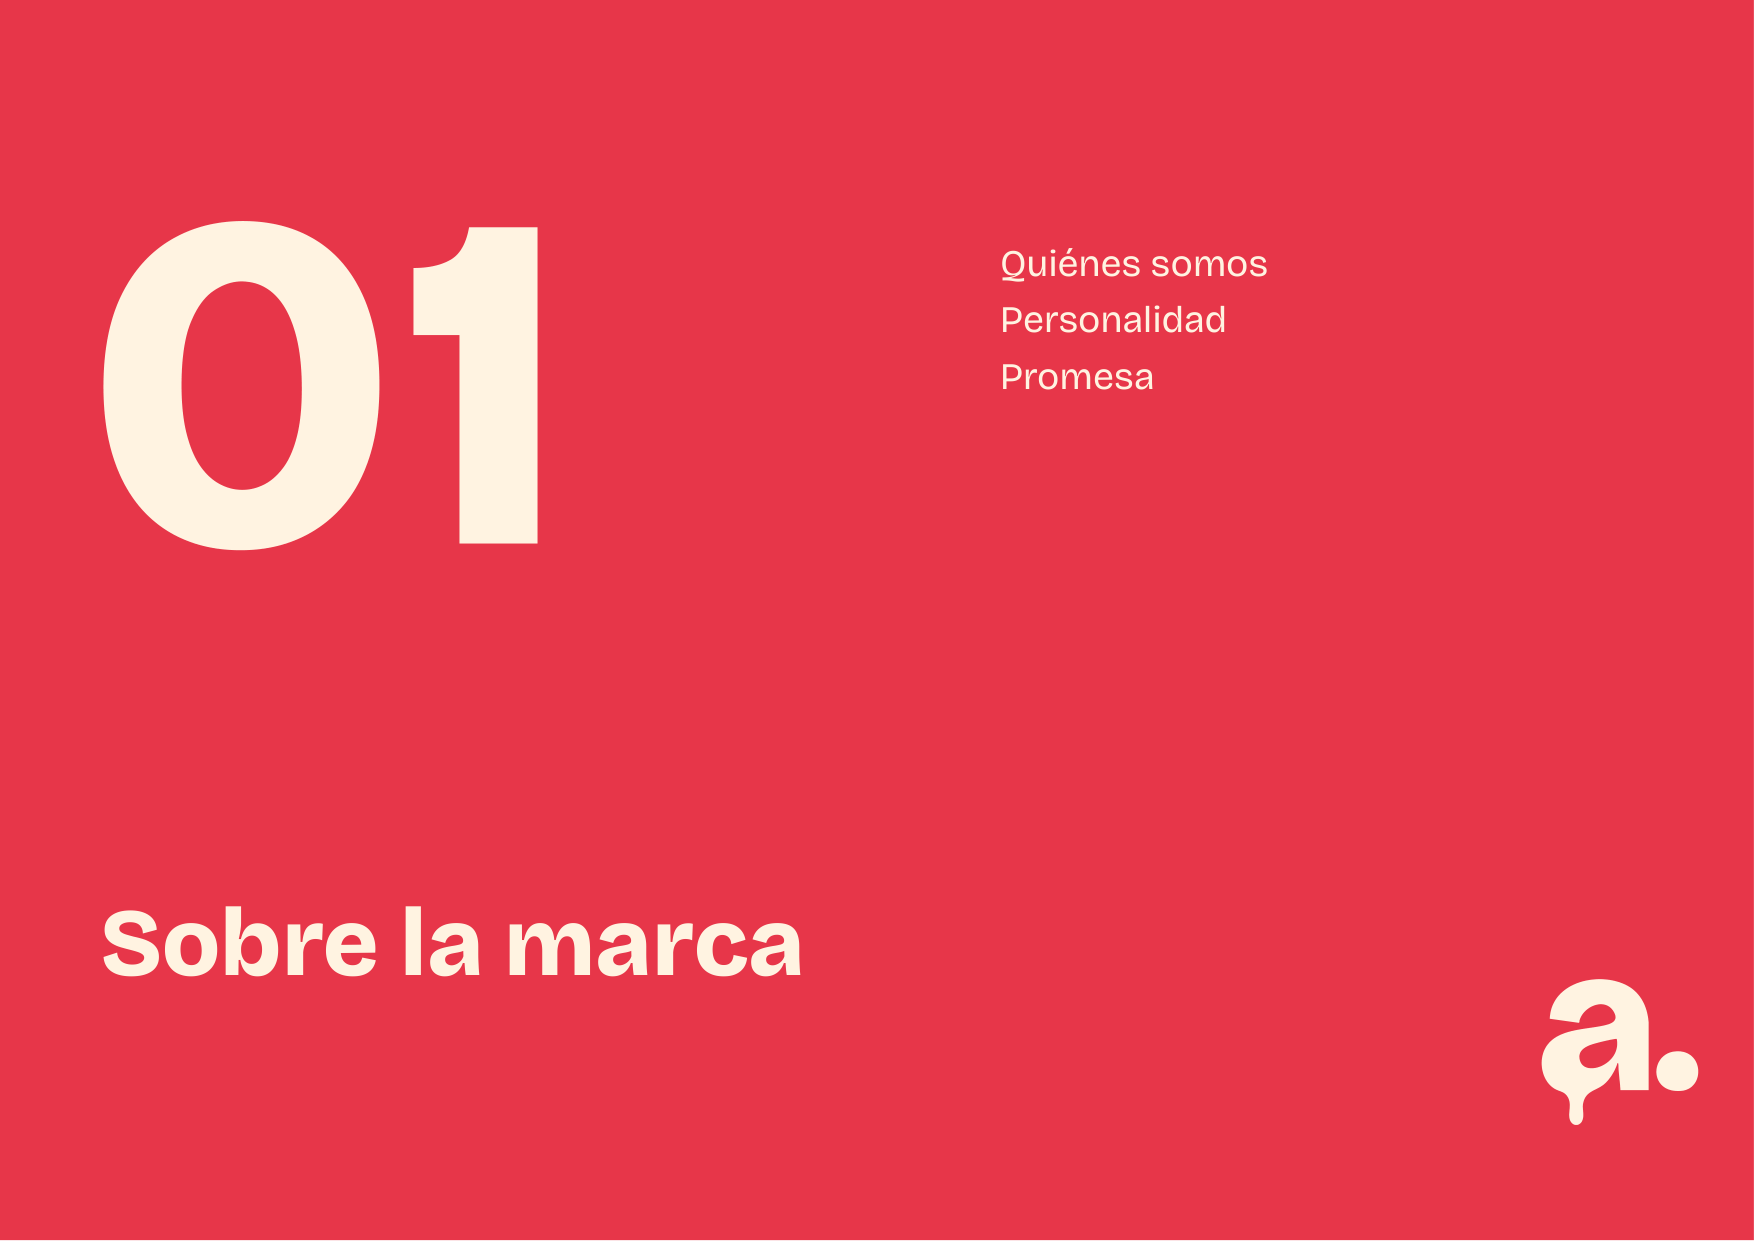 01
Quiénes somos
Personalidad
Promesa
Sobre la marca
a.